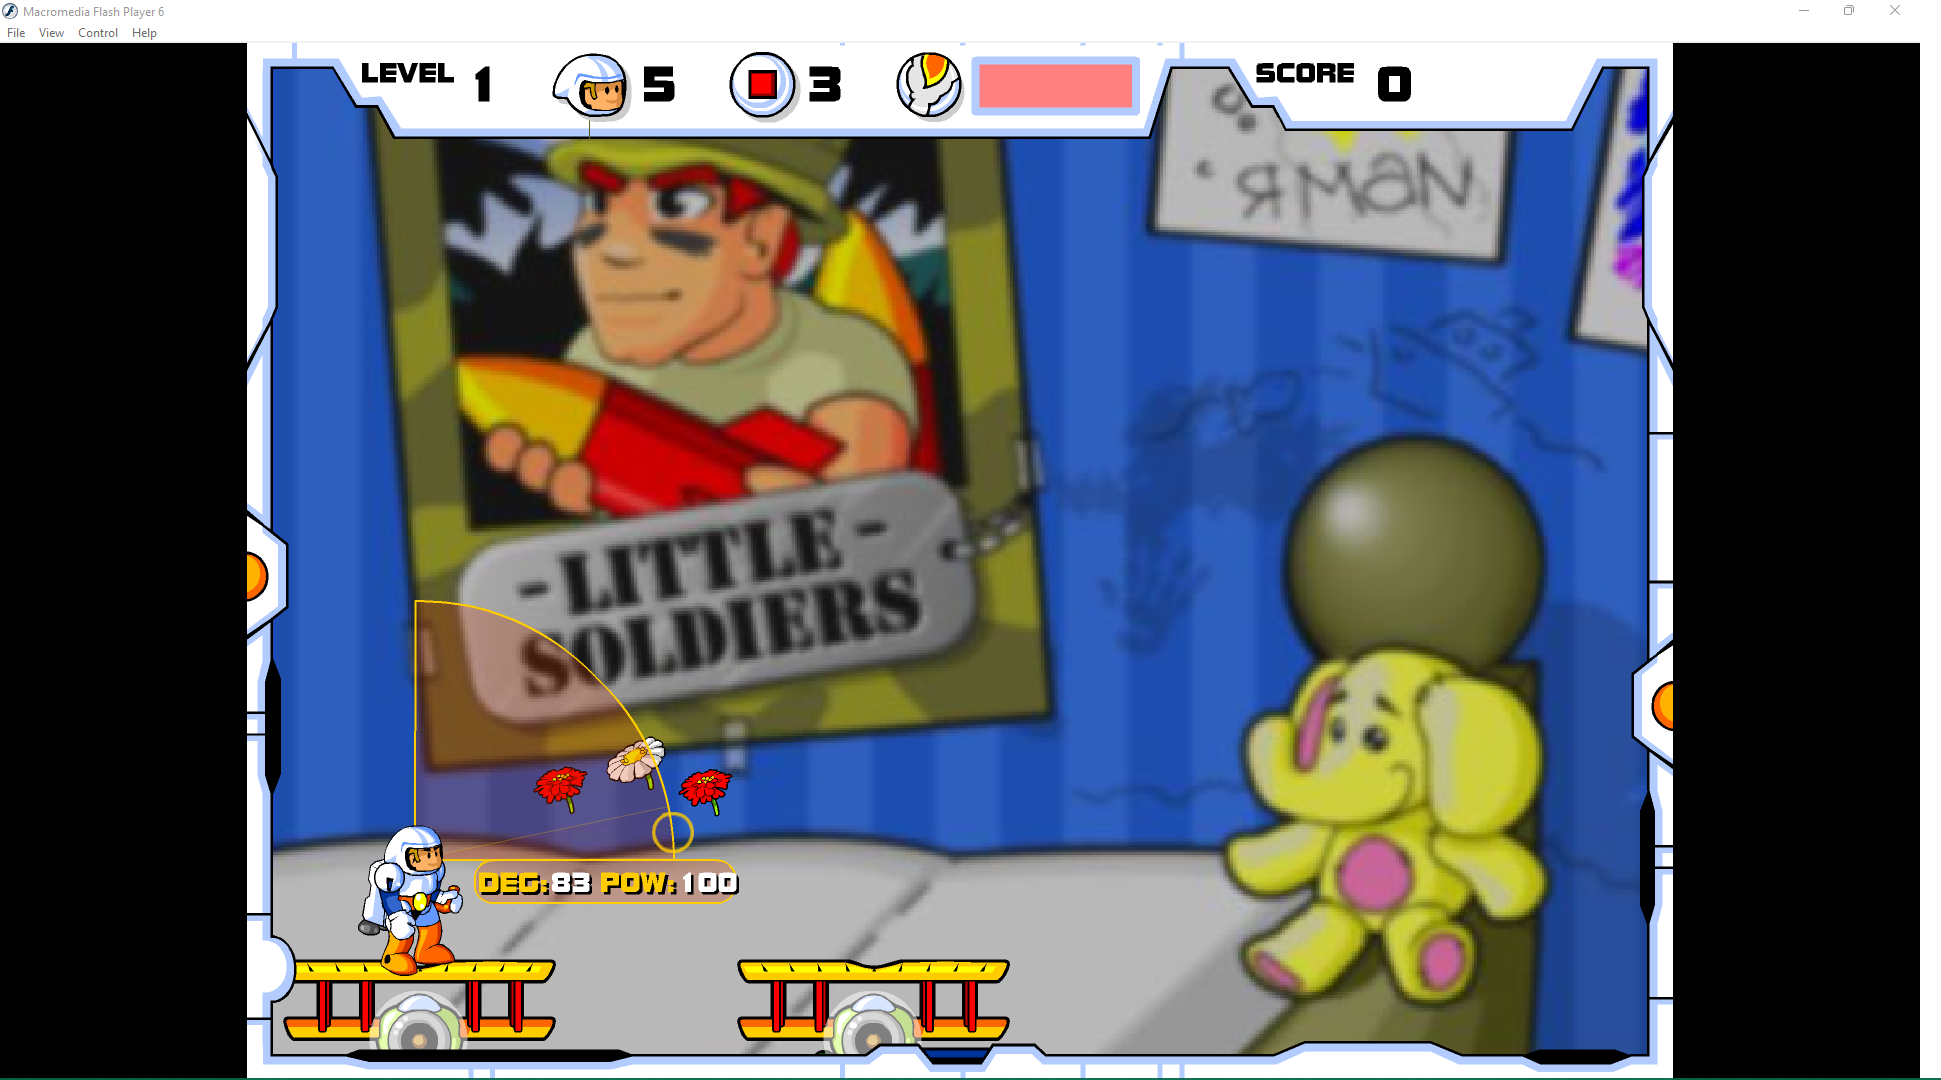 Macromedia Flash Player 6
File View Control Help
LEVEL 1 5 3 SCORE 0
ЯMaN
- LITTLE -
SOLDIERS
DEG:83 POW:100